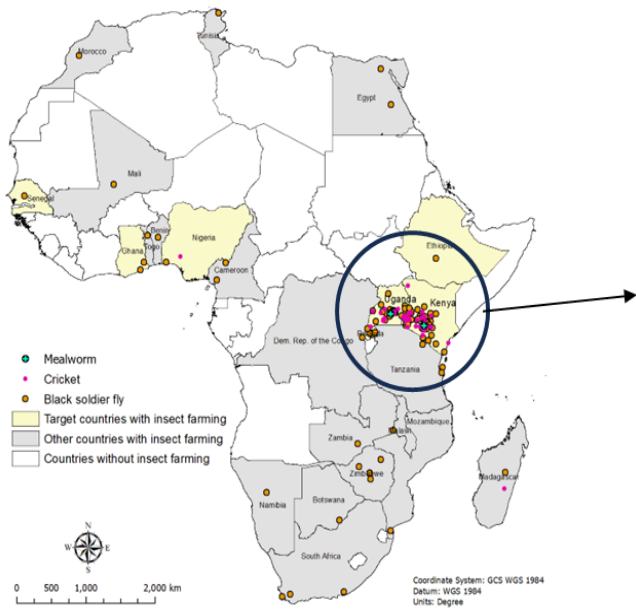 Morocco
Tunisia
Egypt
Mali
Senegal
Benin
Togo
Ghana
Nigeria
Cameroon
Ethiopia
Uganda
Kenya
Dem. Rep. of the Congo
Tanzania
Mealworm
Cricket
Black soldier fly
Target countries with insect farming
Other countries with insect farming
Countries without insect farming
Zambia
Mozambique
Zimbabwe
Madagascar
Namibia
Botswana
South Africa
N
W
E
S
0
1,000
2,000 km
Coordinate System: GCS WGS 1984
Datum: WGS 1984
Units: Degree